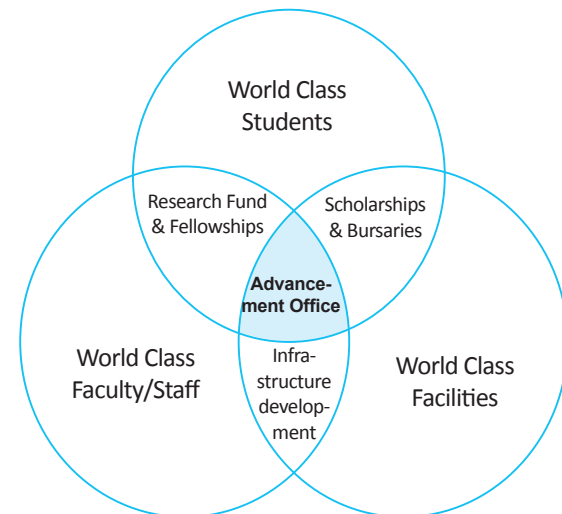 World Class
Students
Research Fund
& Fellowships
Scholarships
& Bursaries
Advance-
ment Office
World Class
Faculty/Staff
Infra-
structure
develop-
ment
World Class
Facilities